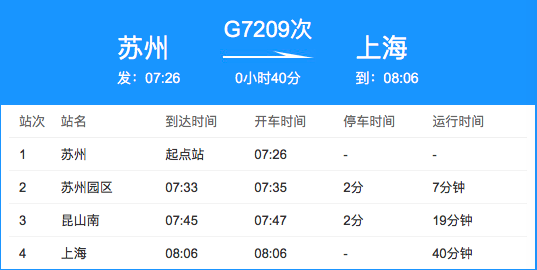 G7209次
苏州
上海
发：07:26
0小时40分
到：08:06
站次 站名 到达时间 开车时间 停车时间 运行时间
1 苏州 起点站 07:26 - -
2 苏州园区 07:33 07:35 2分 7分钟
3 昆山南 07:45 07:47 2分 19分钟
4 上海 08:06 08:06 - 40分钟